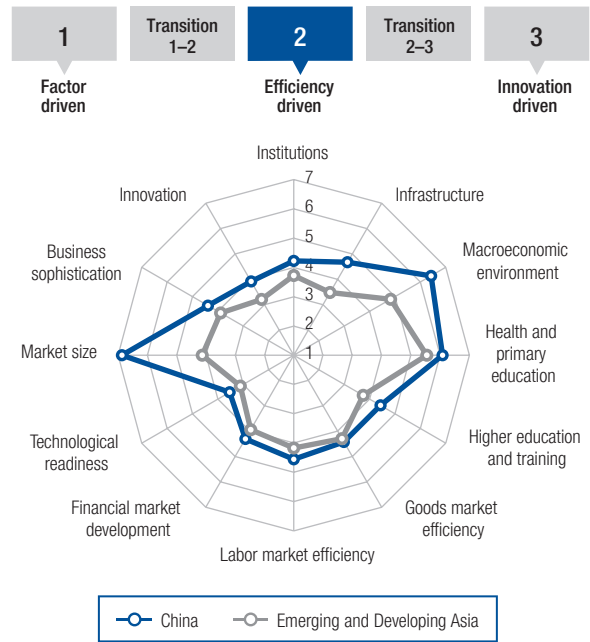 1
Transition
1–2
2
Transition
2–3
3
Factor
driven
Efficiency
driven
Innovation
driven
Institutions
Infrastructure
Macroeconomic
environment
Health and
primary
education
Higher education
and training
Goods market
efficiency
Labor market efficiency
Financial market
development
Technological
readiness
Market size
Business
sophistication
Innovation
7
6
5
4
3
2
1
China
Emerging and Developing Asia